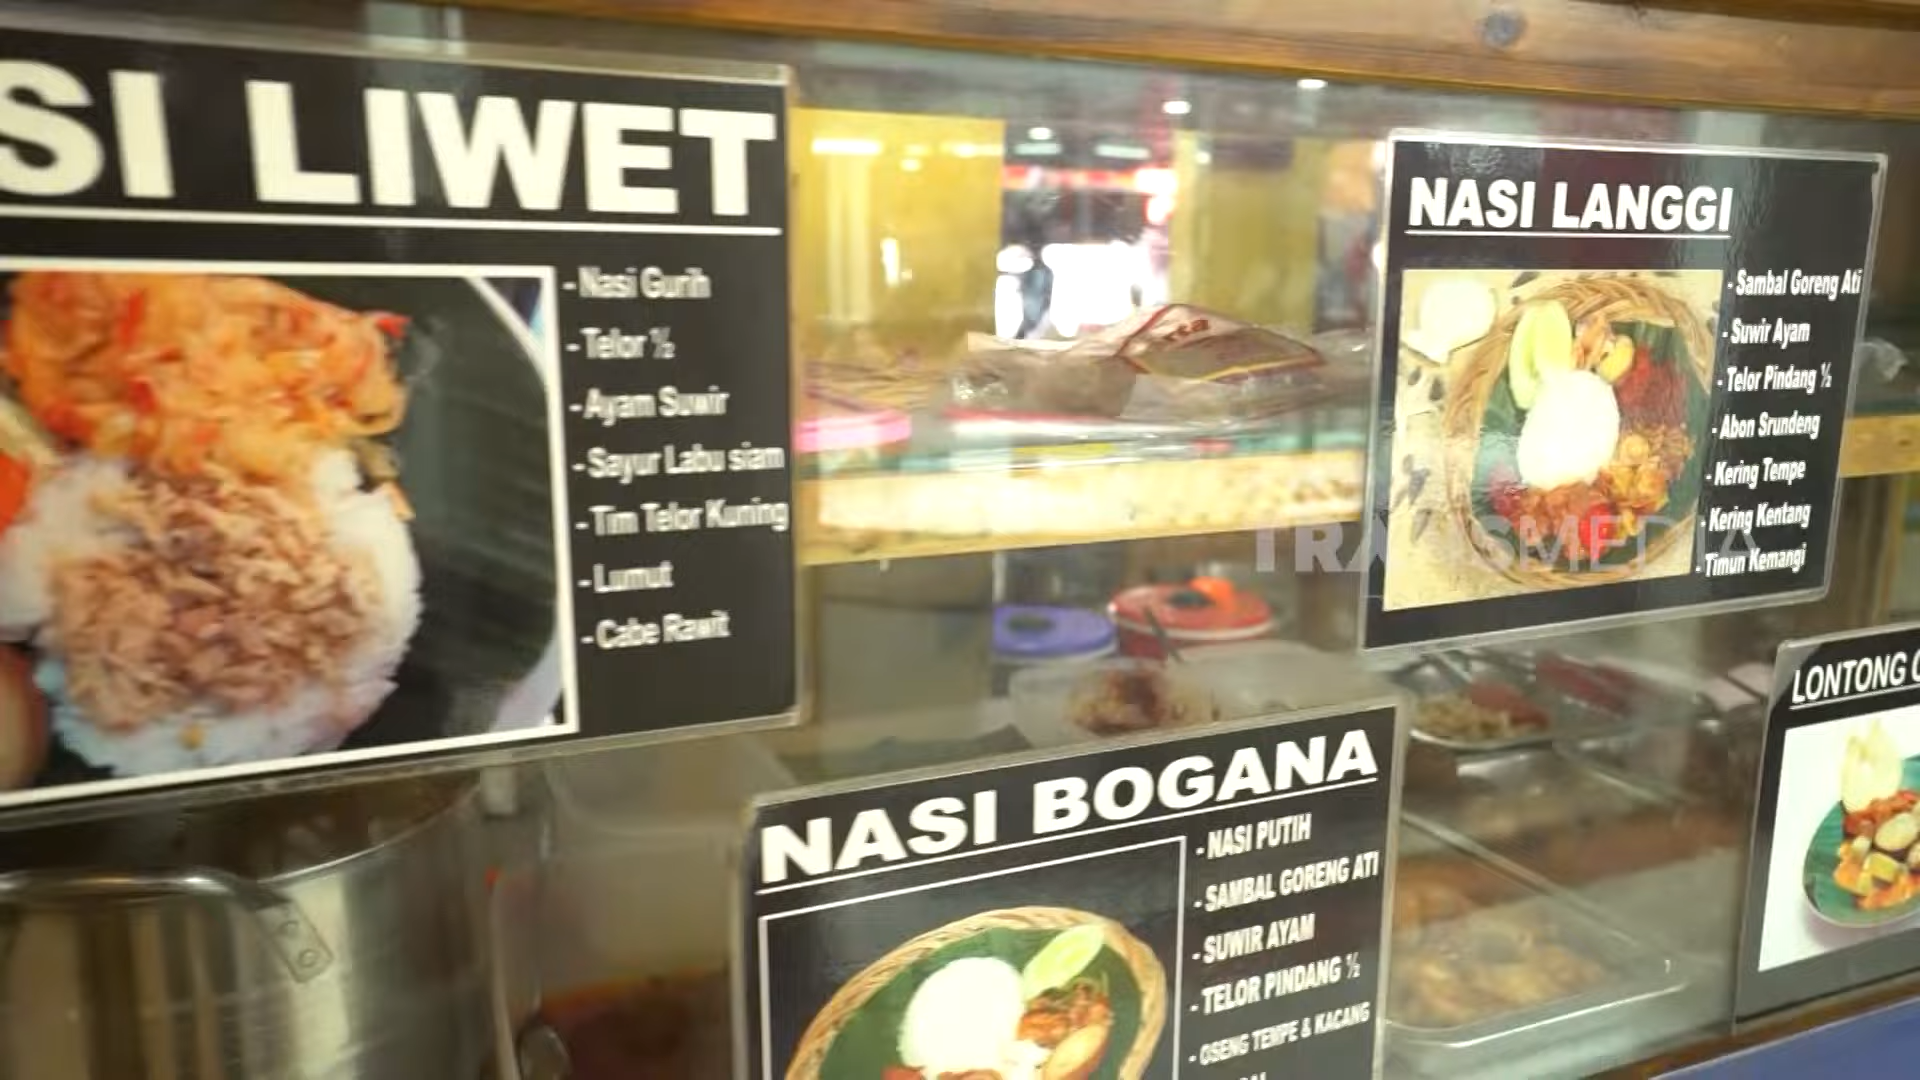 SI LIWET
- Nasi Gurih
- Telor ½
- Ayam Suwir
- Sayur Labu siam
- Tim Telor Kuning
- Lumut
- Cabe Rawit
NASI LANGGI
- Sambal Goreng Ati
- Suwir Ayam
- Telor Pindang ½
- Abon Srundeng
- Kering Tempe
- Kering Kentang
- Timun Kemangi
TRANSMEDIA
NASI BOGANA
- NASI PUTIH
- SAMBAL GORENG ATI
- SUWIR AYAM
- TELOR PINDANG ½
- OSENG TEMPE & KACANG
LONTONG C